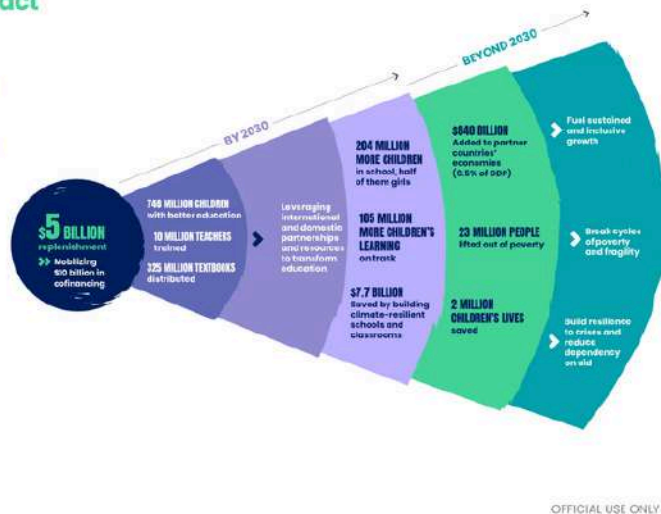 act
BY 2030
BEYOND 2030
$5 BILLION
replenishment
Mobilizing
$10 billion in
cofinancing
746 MILLION CHILDREN
with better education
10 MILLION TEACHERS
trained
325 MILLION TEXTBOOKS
distributed
Leveraging
international
and domestic
partnerships
and resources
to transform
education
204 MILLION
MORE CHILDREN
in school, half
of them girls
105 MILLION
MORE CHILDREN'S
LEARNING
on track
$7.7 BILLION
Saved by building
climate-resilient
schools and
classrooms
$640 BILLION
Added to partner
countries'
economies
(0.5% of GDP)
23 MILLION PEOPLE
lifted out of poverty
2 MILLION
CHILDREN'S LIVES
saved
Fuel sustained
and inclusive
growth
Break cycles
of poverty
and fragility
Build resilience
to crises and
reduce
dependency
on aid
OFFICIAL USE ONLY